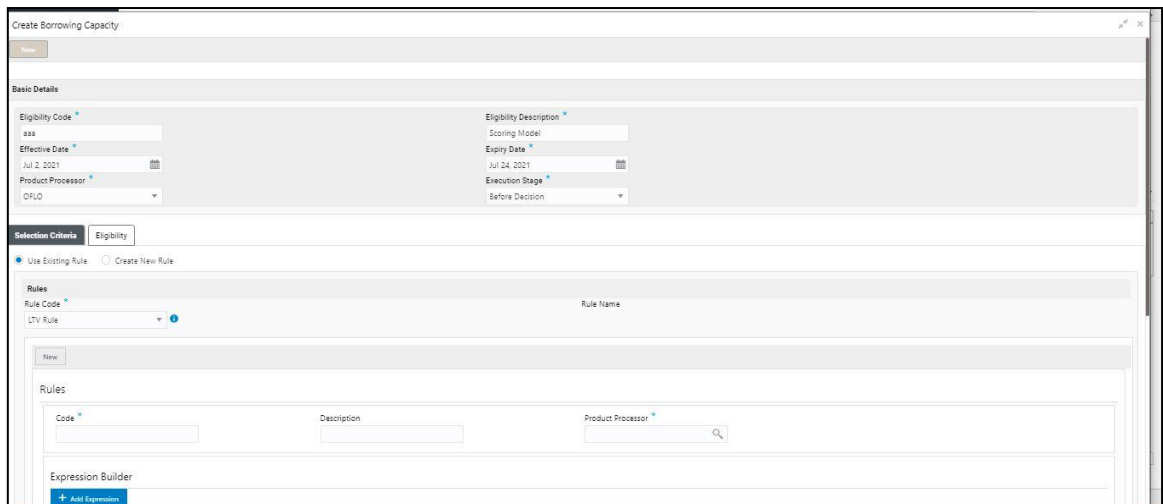 Create Borrowing Capacity
New
Basic Details
Eligibility Code * Eligibility Description *
aaa Scoring Model
Effective Date * Expiry Date *
Jul 2, 2021 Jul 24, 2021
Product Processor * Execution Stage *
OFLO Before Decision
Selection Criteria Eligibility
Use Existing Rule Create New Rule
Rules
Rule Code * Rule Name
LTV Rule
New
Rules
Code * Description Product Processor *
Expression Builder
+ Add Expression